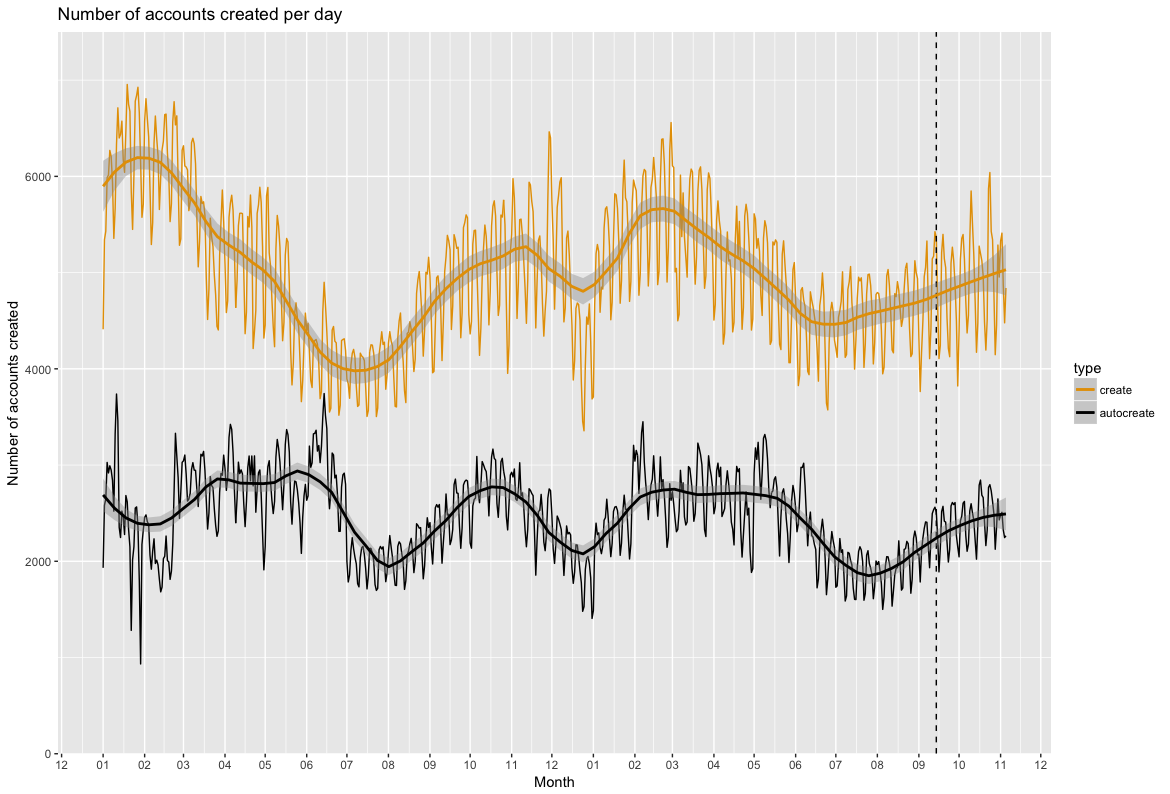 Number of accounts created per day
Number of accounts created
6000
4000
2000
0
12 01 02 03 04 05 06 07 08 09 10 11 12 01 02 03 04 05 06 07 08 09 10 11 12
Month
type
create
autocreate